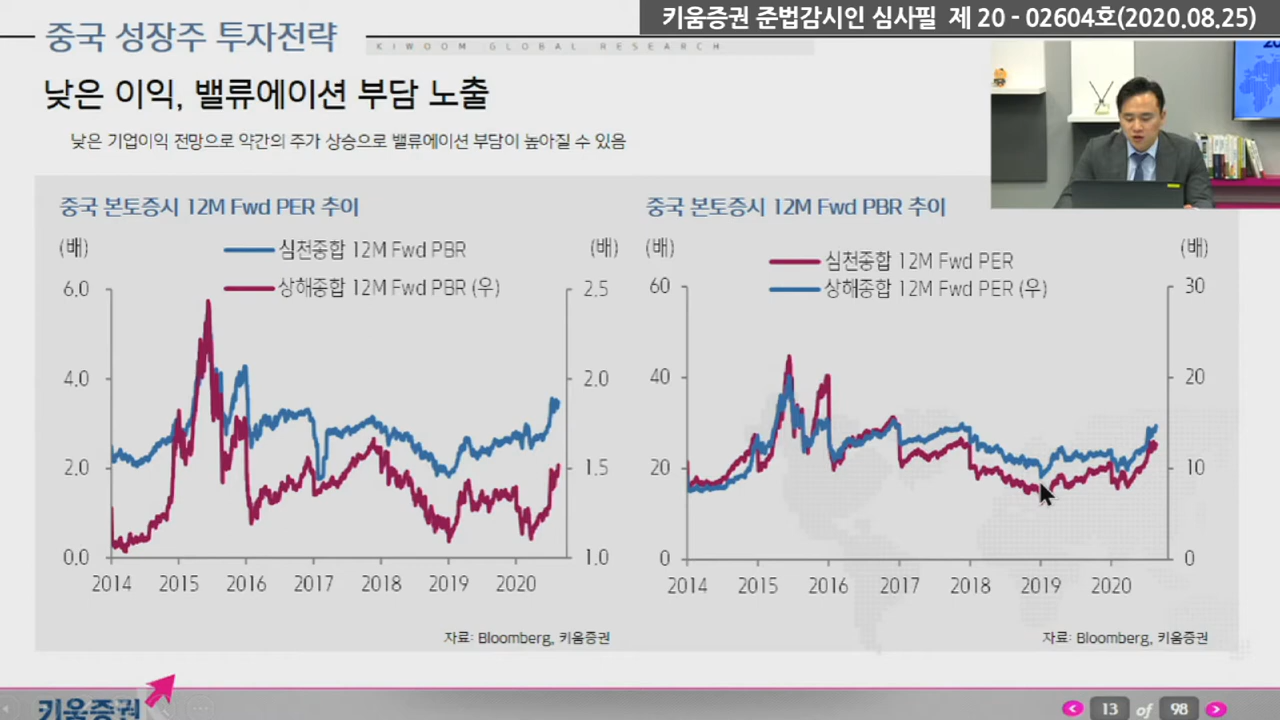 키움증권 준법감시인 심사필 제 20 - 02604호(2020.08.25)
중국 성장주 투자전략
KIWOOM GLOBAL RESEARCH
낮은 이익, 밸류에이션 부담 노출
낮은 기업이익 전망으로 약간의 주가 상승으로 밸류에이션 부담이 높아질 수 있음
중국 본토증시 12M Fwd PER 추이
(배)
(배)
심천종합 12M Fwd PBR
상해종합 12M Fwd PBR (우)
6.0
4.0
2.0
0.0
2.5
2.0
1.5
1.0
2014 2015 2016 2017 2018 2019 2020
자료: Bloomberg, 키움증권
중국 본토증시 12M Fwd PBR 추이
(배)
(배)
심천종합 12M Fwd PER
상해종합 12M Fwd PER (우)
60
40
20
0
30
20
10
0
2014 2015 2016 2017 2018 2019 2020
자료: Bloomberg, 키움증권
키움증권
13 of 98